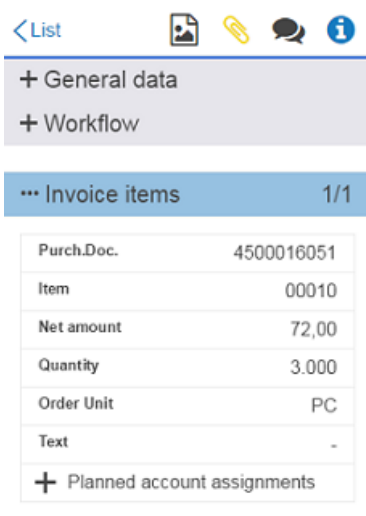 List
General data
Workflow
Invoice items 1/1
Purch.Doc. 4500016051
Item 00010
Net amount 72,00
Quantity 3.000
Order Unit PC
Text -
Planned account assignments